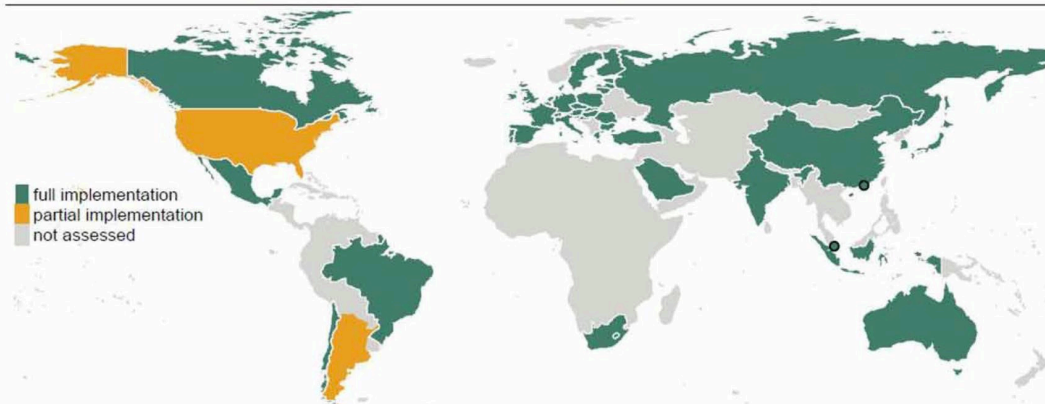 full implementation
partial implementation
not assessed